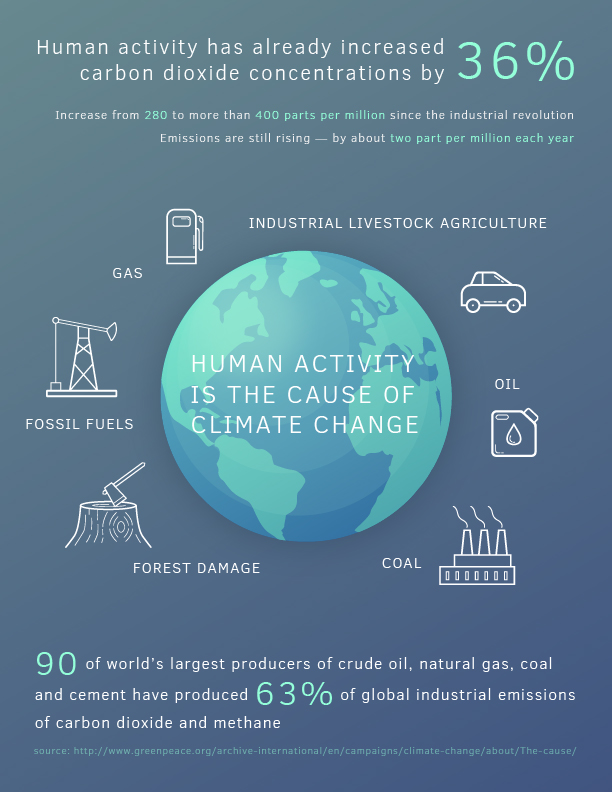 Human activity has already increased
carbon dioxide concentrations by 36%
Increase from 280 to more than 400 parts per million since the industrial revolution
Emissions are still rising — by about two part per million each year
INDUSTRIAL LIVESTOCK AGRICULTURE
GAS
HUMAN ACTIVITY
IS THE CAUSE OF
CLIMATE CHANGE
OIL
FOSSIL FUELS
COAL
FOREST DAMAGE
90 of world's largest producers of crude oil, natural gas, coal
and cement have produced 63% of global industrial emissions
of carbon dioxide and methane
source: http://www.greenpeace.org/archive-international/en/campaigns/climate-change/about/The-cause/